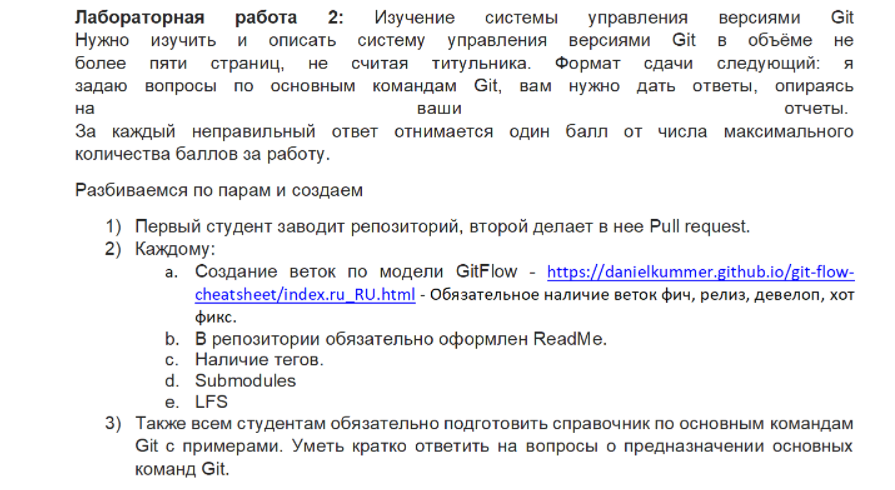 Лабораторная работа 2: Изучение системы управления версиями Git
Нужно изучить и описать систему управления версиями Git в объёме не
более пяти страниц, не считая титульника. Формат сдачи следующий: я
задаю вопросы по основным командам Git, вам нужно дать ответы, опираясь
на ваши отчеты.
За каждый неправильный ответ отнимается один балл от числа максимального
количества баллов за работу.
Разбиваемся по парам и создаем
1) Первый студент заводит репозиторий, второй делает в нее Pull request.
2) Каждому:
a. Создание веток по модели GitFlow - https://danielkummer.github.io/git-flow-
cheatsheet/index.ru_RU.html - Обязательное наличие веток фич, релиз, девелоп, хот
фикс.
b. В репозитории обязательно оформлен ReadMe.
c. Наличие тегов.
d. Submodules
e. LFS
3) Также всем студентам обязательно подготовить справочник по основным командам
Git с примерами. Уметь кратко ответить на вопросы о предназначении основных
команд Git.